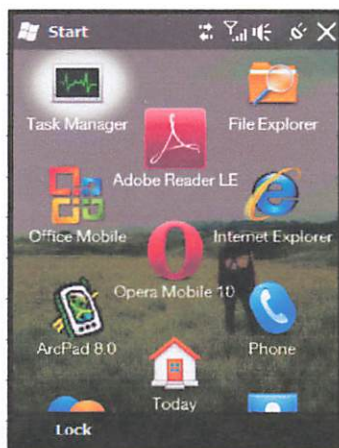 Start
Task Manager
File Explorer
Adobe Reader LE
Office Mobile
Internet Explorer
Opera Mobile 10
ArcPad 8.0
Phone
Today
Lock